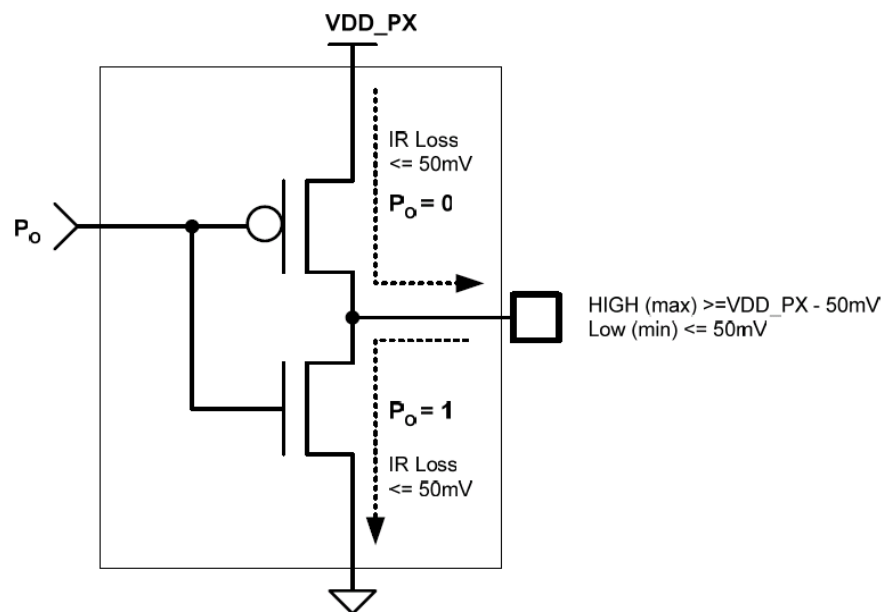 VDD_PX
IR Loss
<= 50mV
Po = 0
Po
HIGH (max) >=VDD_PX - 50mV
Low (min) <= 50mV
Po = 1
IR Loss
<= 50mV